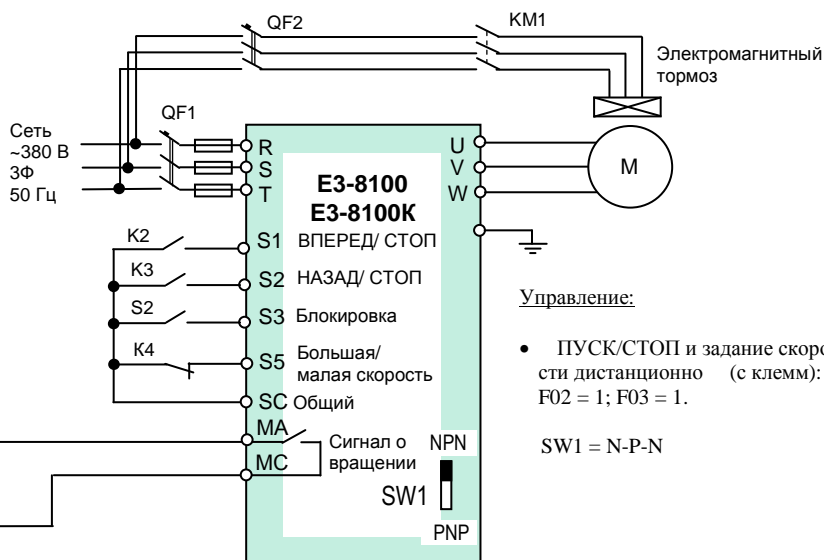 QF2
KM1
Электромагнитный
тормоз
QF1
Сеть
~380 В
3Ф
50 Гц
R
S
T
U
V
W
М
E3-8100
E3-8100К
K2
S1
ВПЕРЕД/ СТОП
K3
S2
НАЗАД/ СТОП
S2
S3
Блокировка
К4
S5
Большая/
малая скорость
SC
Общий
MA
MC
Сигнал о
вращении
NPN
SW1
PNP
Управление:
• ПУСК/СТОП и задание скоро
сти дистанционно (с клемм):
F02 = 1; F03 = 1.
SW1 = N-P-N